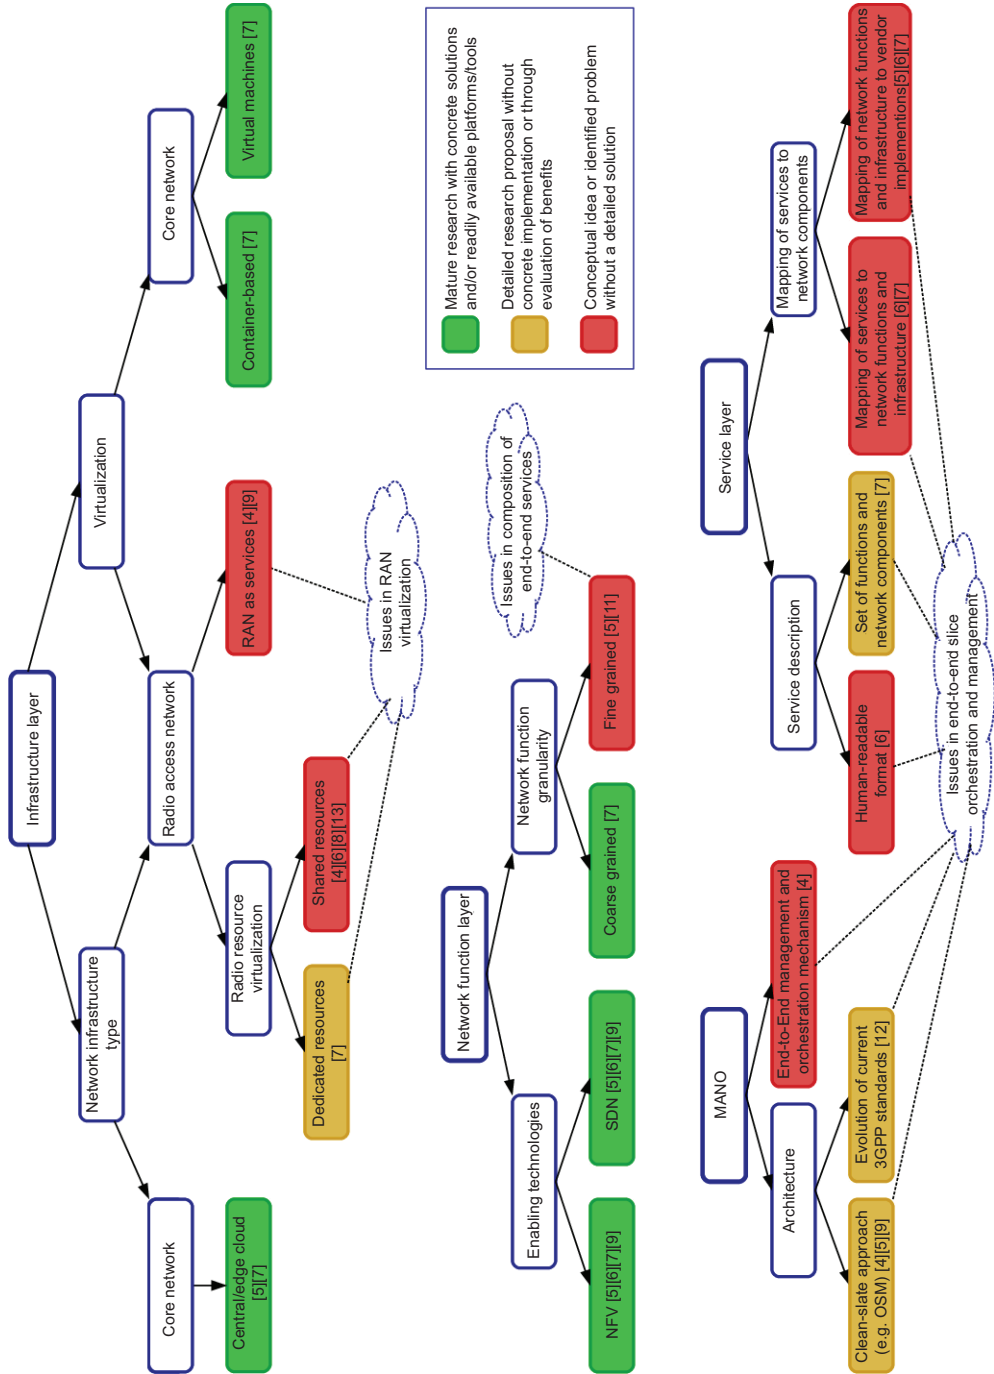 Infrastructure layer
Network infrastructure
type
Virtualization
Core network
Radio access network
Core network
Central/edge cloud
[5][7]
Radio resource
virtualization
RAN as services [4][9]
Container-based [7]
Virtual machines [7]
Dedicated resources
[7]
Shared resources
[4][6][8][13]
Issues in RAN
virtualization
Network function layer
Enabling technologies
Network function
granularity
NFV [5][6][7][9]
SDN [5][6][7][9]
Coarse grained [7]
Fine grained [5][11]
Issues in composition of
end-to-end services
Mature research with concrete solutions
and/or readily available platforms/tools
Detailed research proposal without
concrete implementation or through
evaluation of benefits
Conceptual idea or identified problem
without a detailed solution
MANO
Architecture
End-to-End management and
orchestration mechanism [4]
Clean-slate approach
(e.g. OSM) [4][5][9]
Evolution of current
3GPP standards [12]
Service layer
Service description
Mapping of services to
network components
Human-readable
format [6]
Set of functions and
network components [7]
Mapping of services to
network functions and
infrastructure [6][7]
Mapping of network functions
and infrastructure to vendor
implementions[5][6][7]
Issues in end-to-end slice
orchestration and management